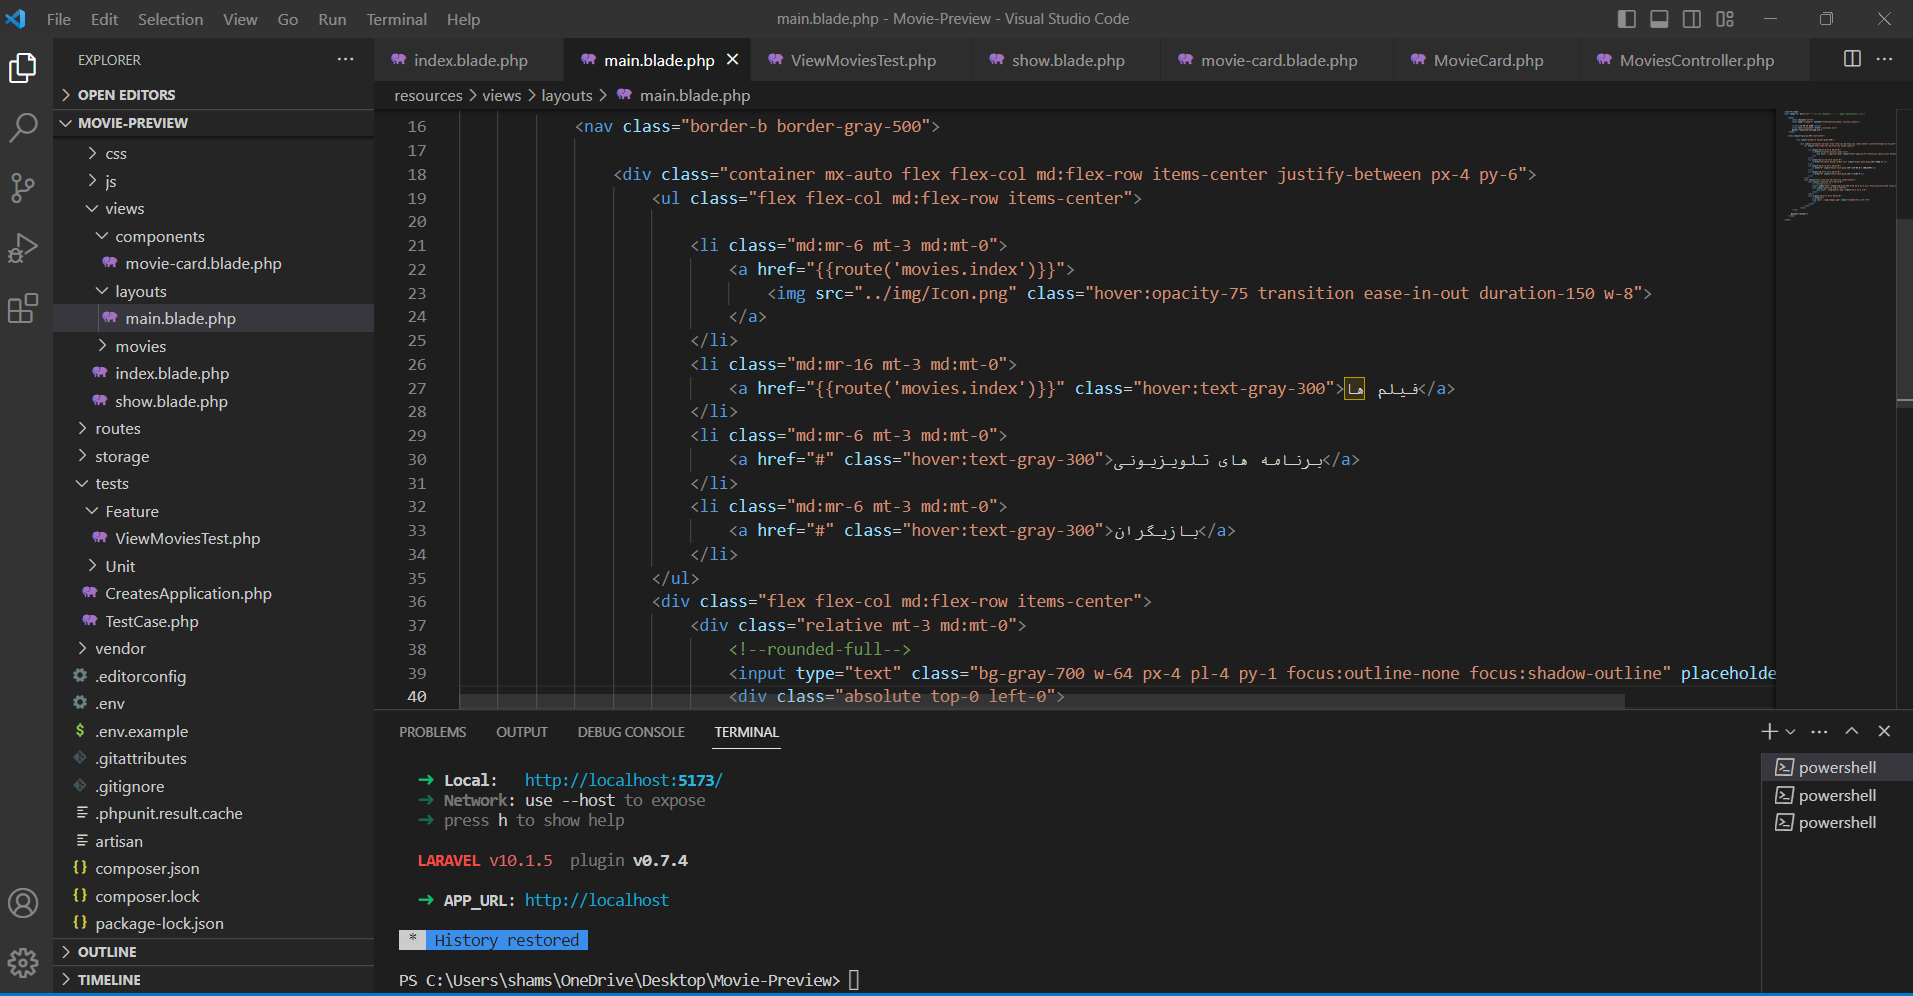 File Edit Selection View Go Run Terminal Help
main.blade.php - Movie-Preview - Visual Studio Code
EXPLORER
OPEN EDITORS
MOVIE-PREVIEW
css
js
views
components
movie-card.blade.php
layouts
main.blade.php
movies
index.blade.php
show.blade.php
routes
storage
tests
Feature
ViewMoviesTest.php
Unit
CreatesApplication.php
TestCase.php
vendor
.editorconfig
.env
.env.example
.gitattributes
.gitignore
.phpunit.result.cache
artisan
composer.json
composer.lock
package-lock.json
OUTLINE
TIMELINE
index.blade.php main.blade.php ViewMoviesTest.php show.blade.php movie-card.blade.php MovieCard.php MoviesController.php
resources > views > layouts > main.blade.php
16 <nav class="border-b border-gray-500">
17
18 <div class="container mx-auto flex flex-col md:flex-row items-center justify-between px-4 py-6">
19 <ul class="flex flex-col md:flex-row items-center">
20
21 <li class="md:mr-6 mt-3 md:mt-0">
22 <a href="{{route('movies.index')}}">
23 <img src="../img/Icon.png" class="hover:opacity-75 transition ease-in-out duration-150 w-8">
24 </a>
25 </li>
26 <li class="md:mr-16 mt-3 md:mt-0">
27 <a href="{{route('movies.index')}}" class="hover:text-gray-300">فیلم ها</a>
28 </li>
29 <li class="md:mr-6 mt-3 md:mt-0">
30 <a href="#" class="hover:text-gray-300">برنامه های تلویزیونی</a>
31 </li>
32 <li class="md:mr-6 mt-3 md:mt-0">
33 <a href="#" class="hover:text-gray-300">بازیگران</a>
34 </li>
35 </ul>
36 <div class="flex flex-col md:flex-row items-center">
37 <div class="relative mt-3 md:mt-0">
38 <!--rounded-full-->
39 <input type="text" class="bg-gray-700 w-64 px-4 pl-4 py-1 focus:outline-none focus:shadow-outline" placeholde
40 <div class="absolute top-0 left-0">
PROBLEMS OUTPUT DEBUG CONSOLE TERMINAL
➜ Local: http://localhost:5173/
➜ Network: use --host to expose
➜ press h to show help
LARAVEL v10.1.5 plugin v0.7.4
➜ APP_URL: http://localhost
* History restored
PS C:\Users\shams\OneDrive\Desktop\Movie-Preview>
powershell
powershell
powershell